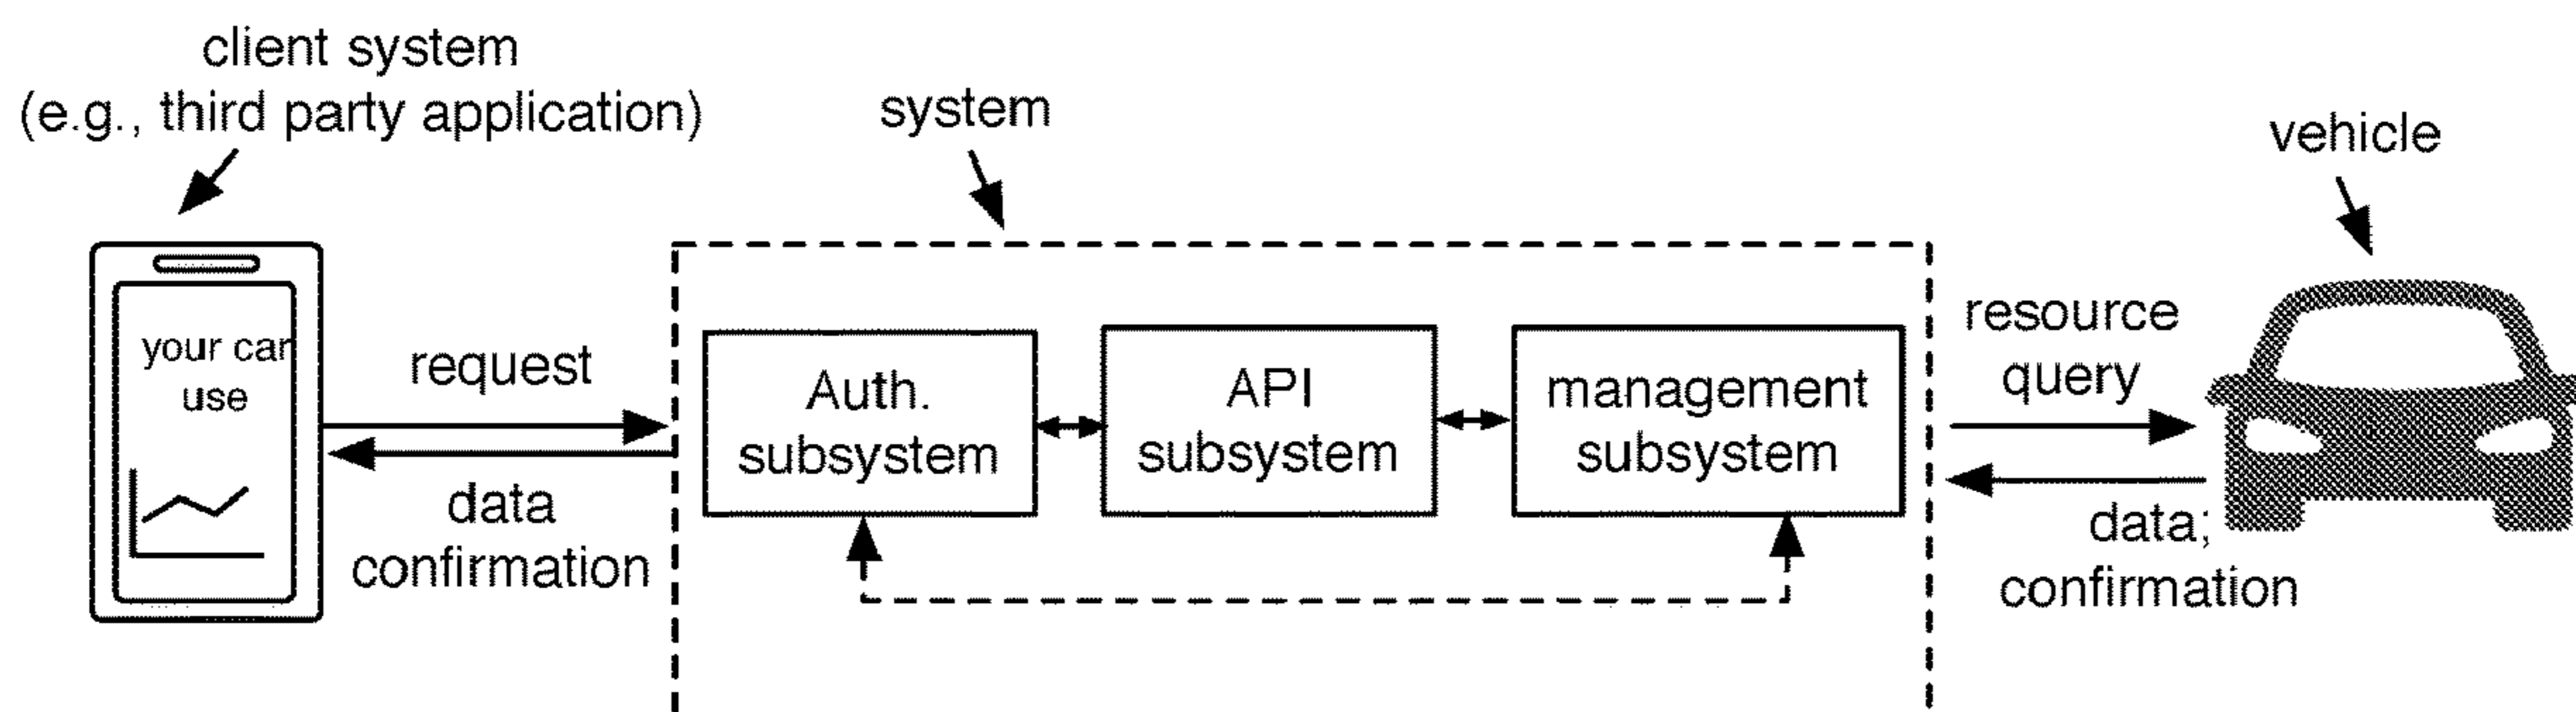 client system
(e.g., third party application)
system
vehicle
your car
use
request
data
confirmation
Auth.
subsystem
API
subsystem
management
subsystem
resource
query
data;
confirmation